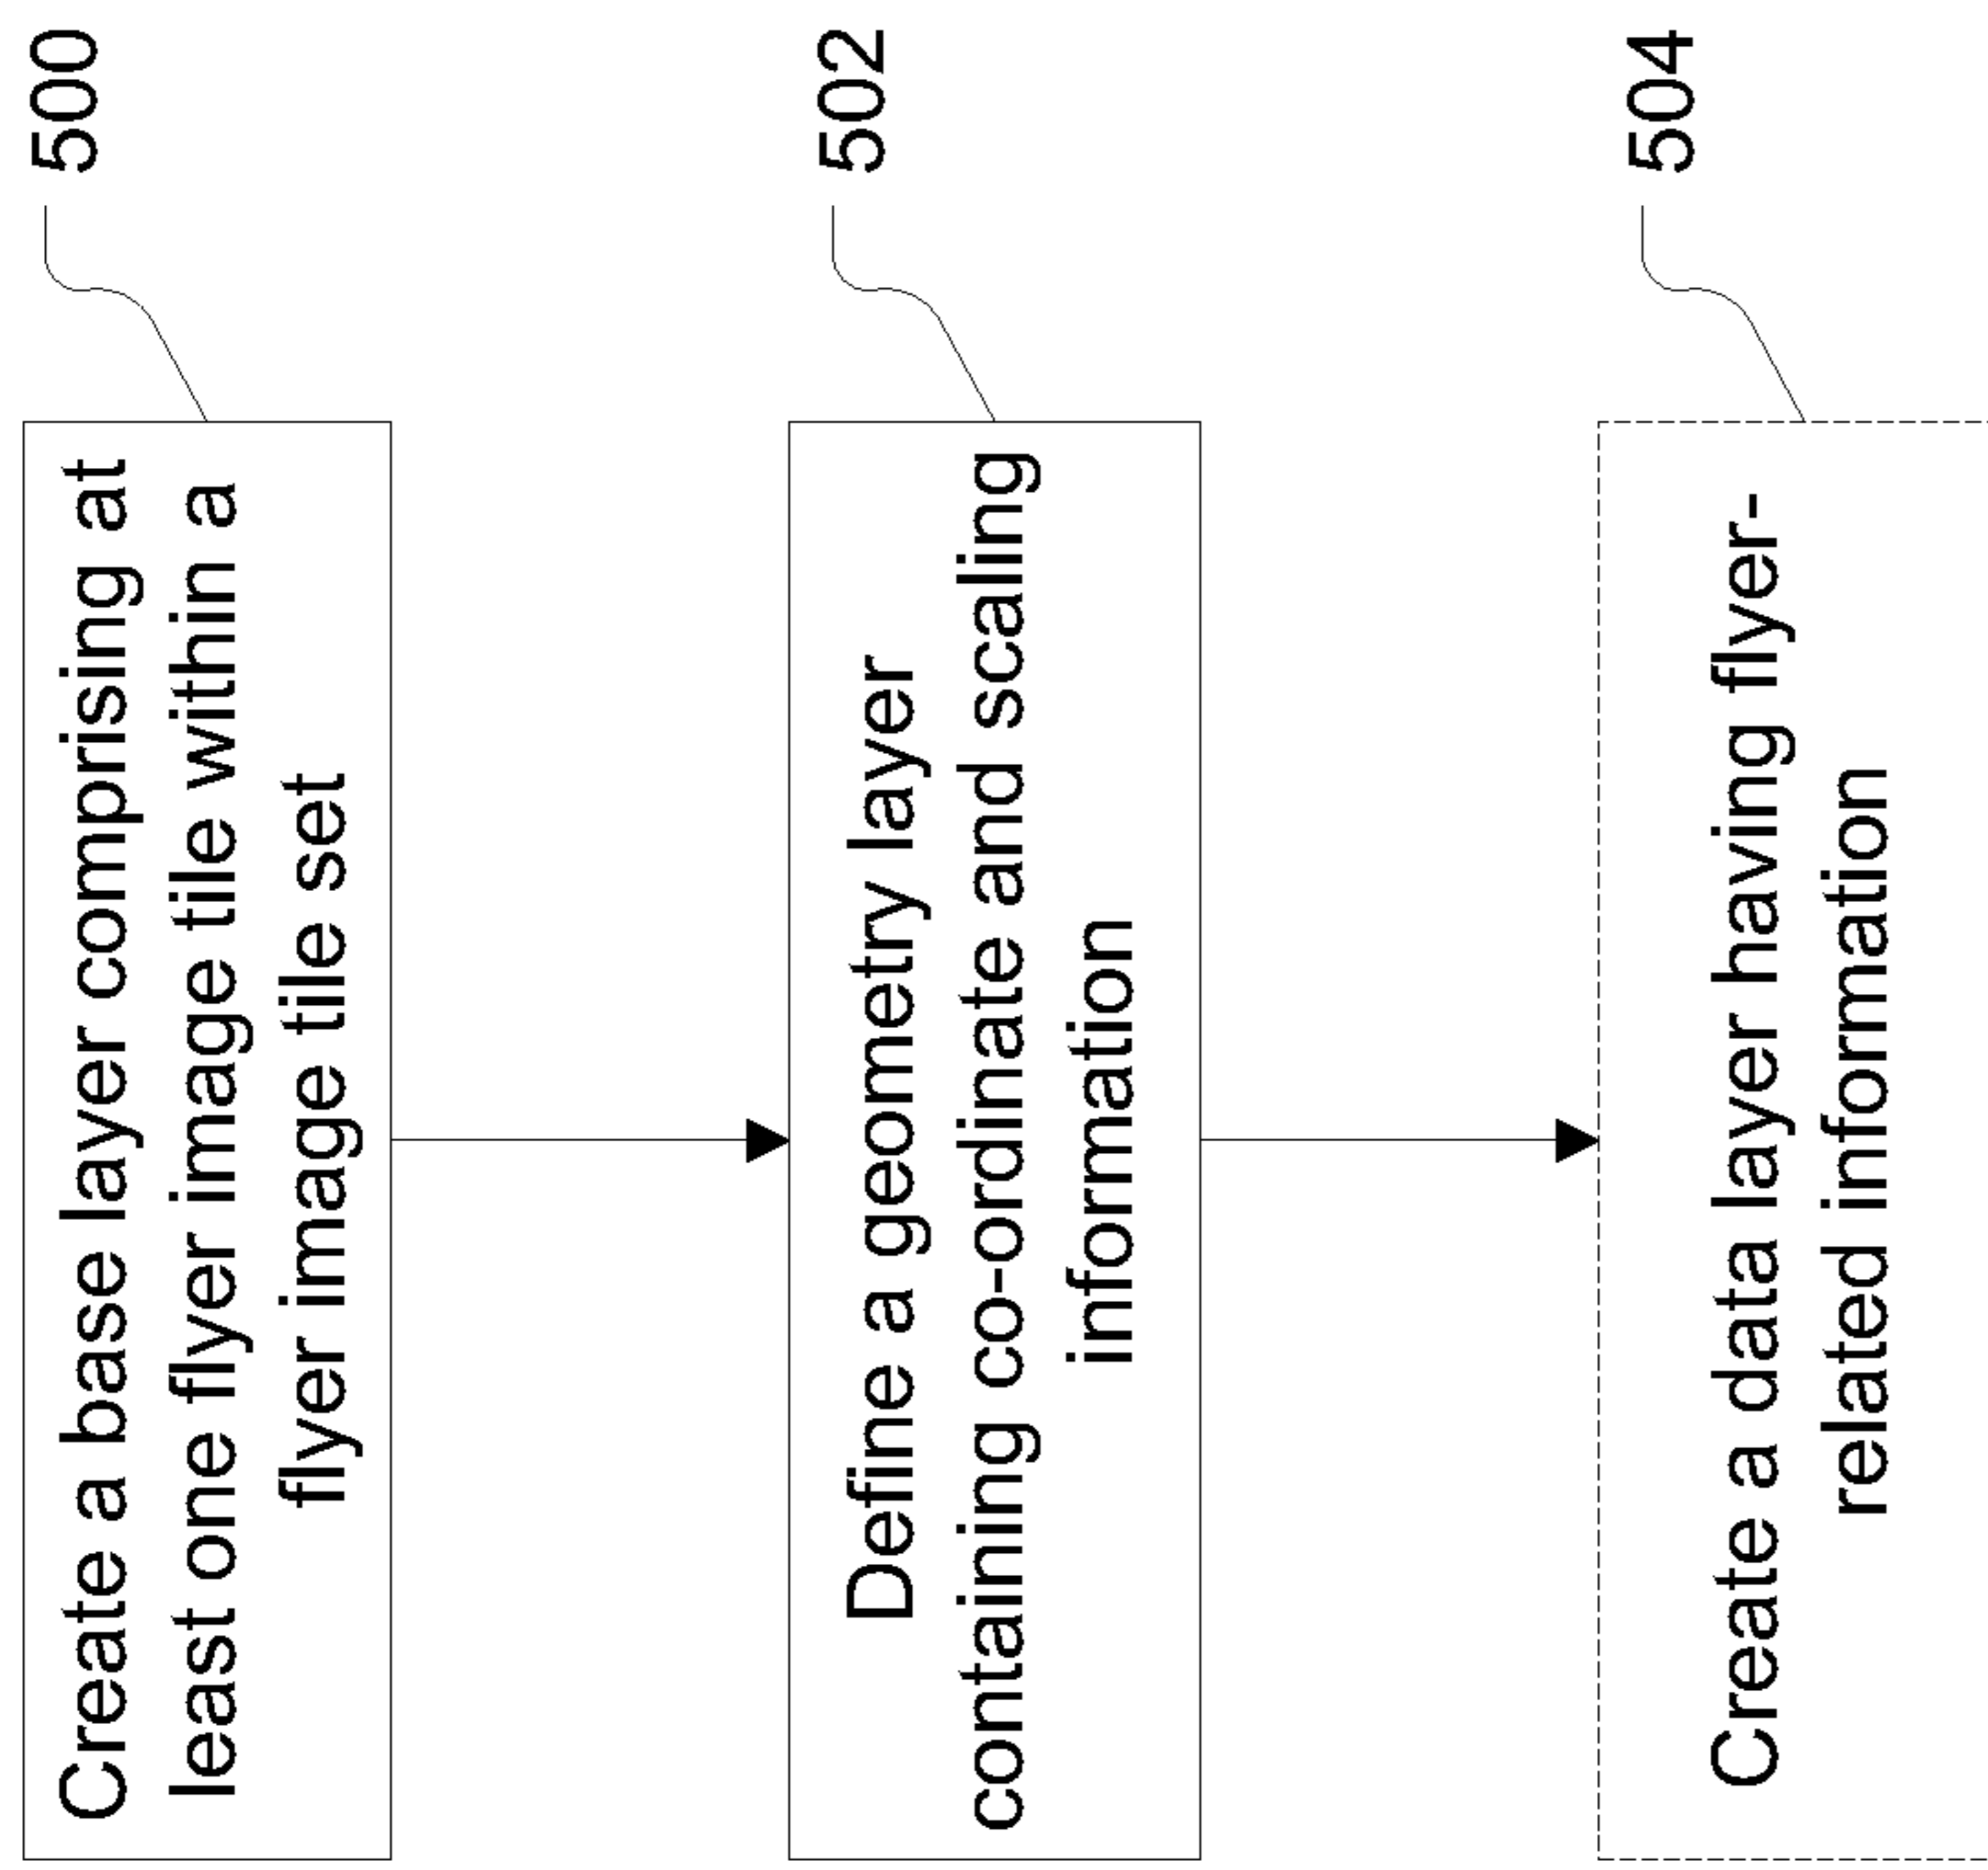 Create a base layer comprising at
least one flyer image tile within a
flyer image tile set
500
Define a geometry layer
containing co-ordinate and scaling
information
502
Create a data layer having flyer-
related information
504